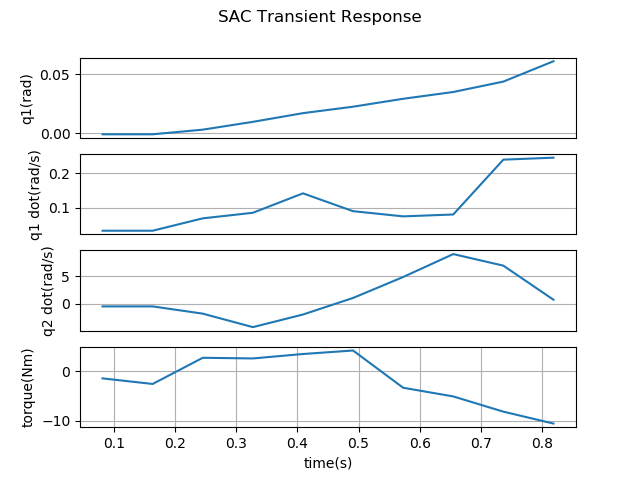 SAC Transient Response
q1(rad)
0.05
0.00
q1 dot(rad/s)
0.2
0.1
q2 dot(rad/s)
5
0
torque(Nm)
0
−10
0.1 0.2 0.3 0.4 0.5 0.6 0.7 0.8
time(s)